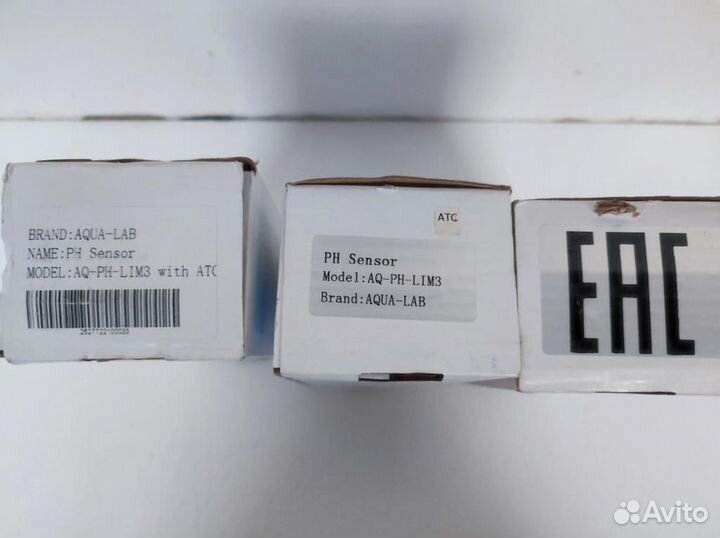 BRAND:AQUA-LAB
NAME:PH Sensor
MODEL:AQ-PH-LIM3 with ATC
2627722100089
ATC
PH Sensor
Model:AQ-PH-LIM3
Brand:AQUA-LAB
EAC
Avito